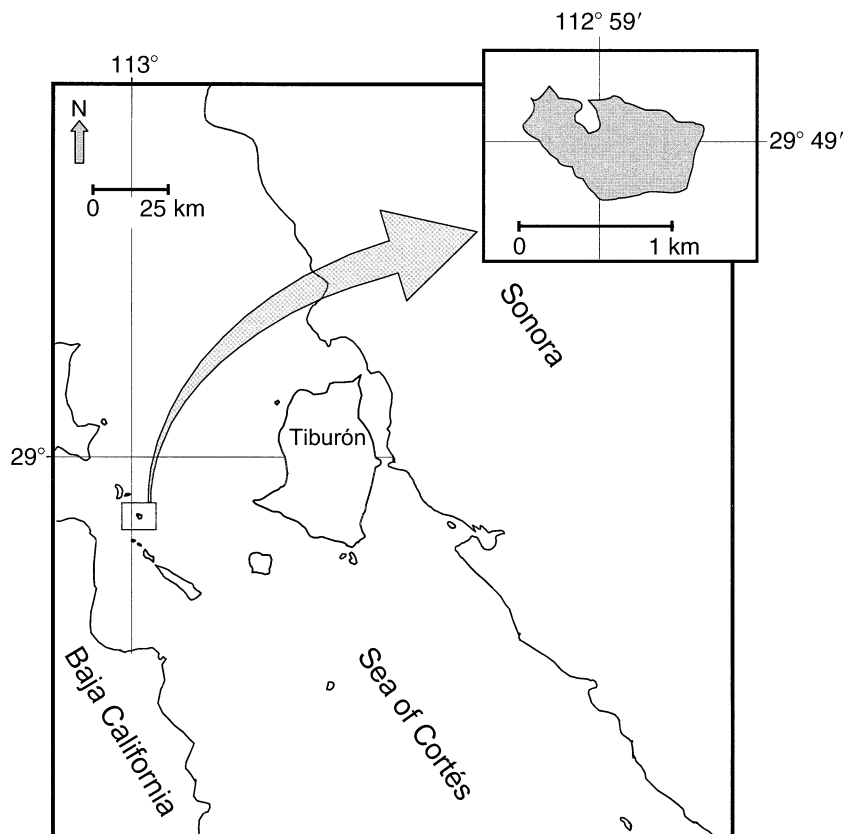 112° 59′
113°
N
29° 49′
0 25 km
0 1 km
Sonora
Tiburón
29°
Baja California
Sea of Cortés